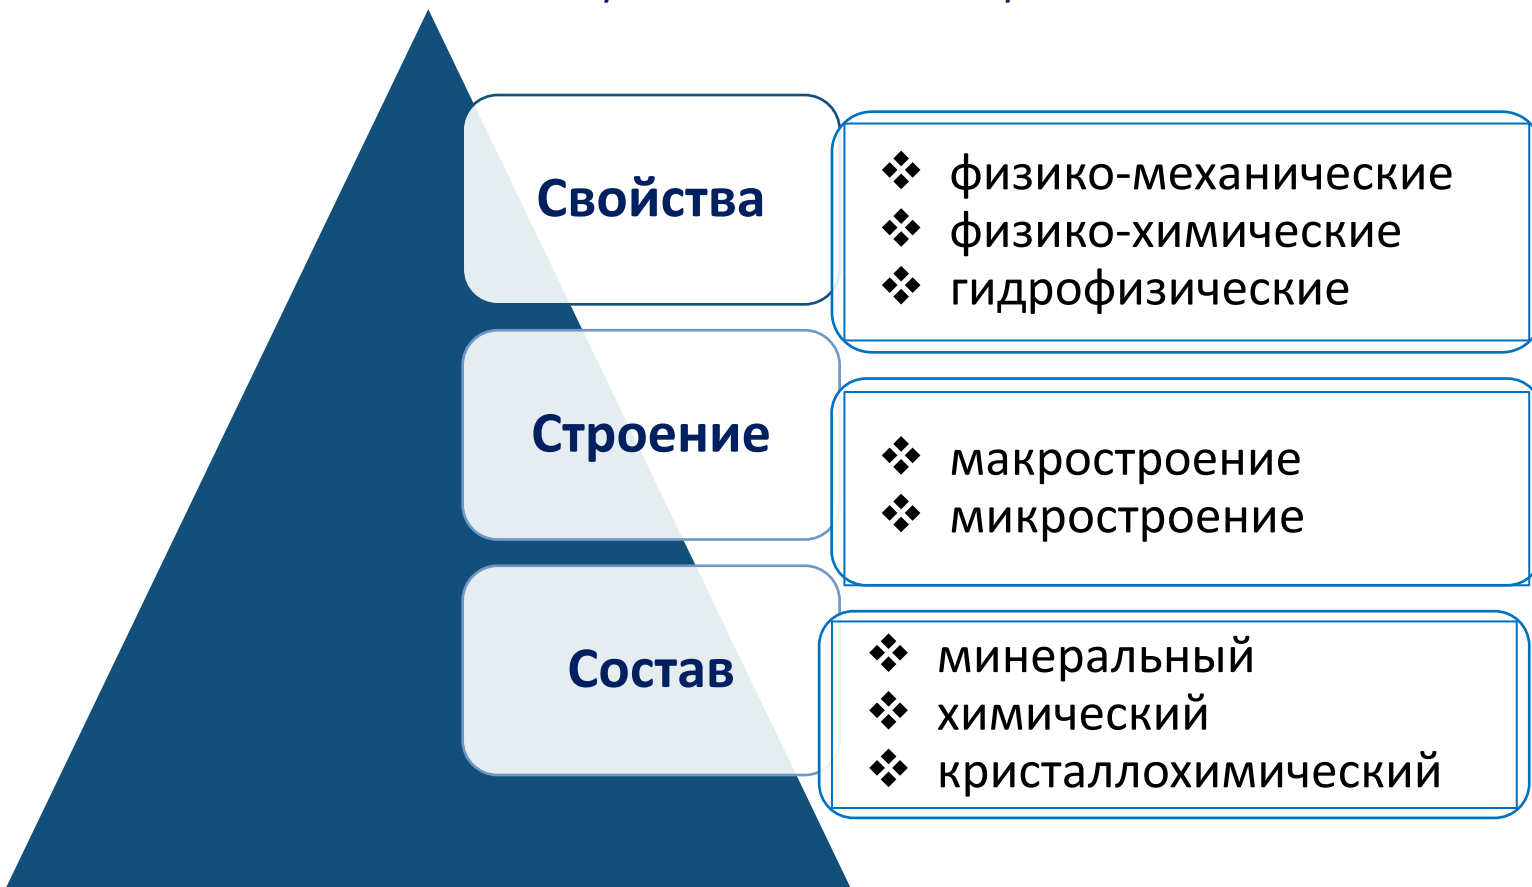 Свойства
❖ физико-механические
❖ физико-химические
❖ гидрофизические
Строение
❖ макростроение
❖ микростроение
Состав
❖ минеральный
❖ химический
❖ кристаллохимический